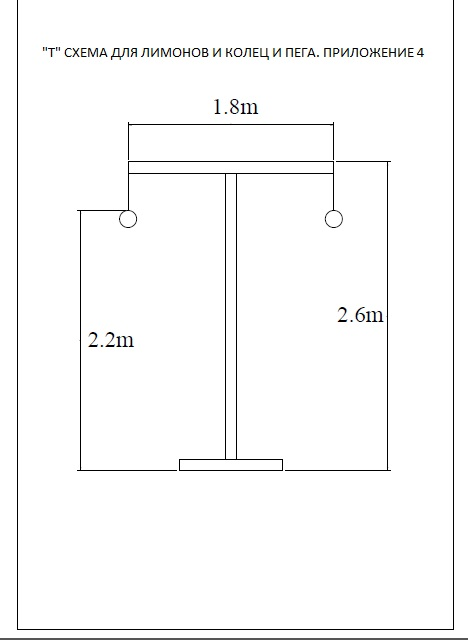 "Т" СХЕМА ДЛЯ ЛИМОНОВ И КОЛЕЦ И ПЕГА. ПРИЛОЖЕНИЕ 4
1.8m
2.6m
2.2m